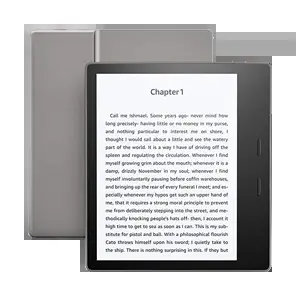 Chapter 1
Call me Ishmael. Some years ago- never mind how
long precisely- having little or no money in my purse,
and nothing particular to interest me on shore, I
thought I would sail about a little and see the watery
part of the world. It is a way I have of driving off the
spleen and regulating the circulation. Whenever I find
myself growing grim about the mouth; whenever it is a
damp, drizzly November in my soul; whenever I find
myself involuntarily pausing before coffin warehouses,
and bringing up the rear of every funeral I meet; and es-
pecially whenever my hypos get such an upper hand of
me, that it requires a strong moral principle to prevent
me from deliberately stepping into the street, and me-
thodically knocking people's hats off- then, I account it
high time to get to sea as soon as I can. This is my sub-
stitute for pistol and ball. With a philosophical flourish
Cato throws himself upon his sword; I quietly take to
the ship. There is nothing surprising in this. If they but